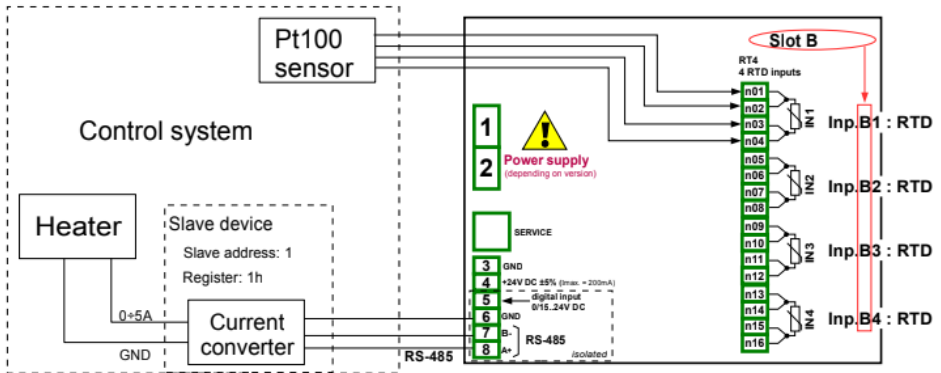 Pt100
sensor
Control system
Heater
Slave device
Slave address: 1
Register: 1h
0÷5A
GND
Current
converter
RS-485
1
2
Power supply
(depending on version)
SERVICE
3 GND
4 +24V DC ±5% (Imax. = 200mA)
5 digital input
0/15..24V DC
6 GND
7 B-
8 A+
RS-485
isolated
Slot B
RT4
4 RTD inputs
n01
n02
n03
n04
IN1
Inp.B1 : RTD
n05
n06
n07
n08
IN2
Inp.B2 : RTD
n09
n10
n11
n12
IN3
Inp.B3 : RTD
n13
n14
n15
n16
IN4
Inp.B4 : RTD